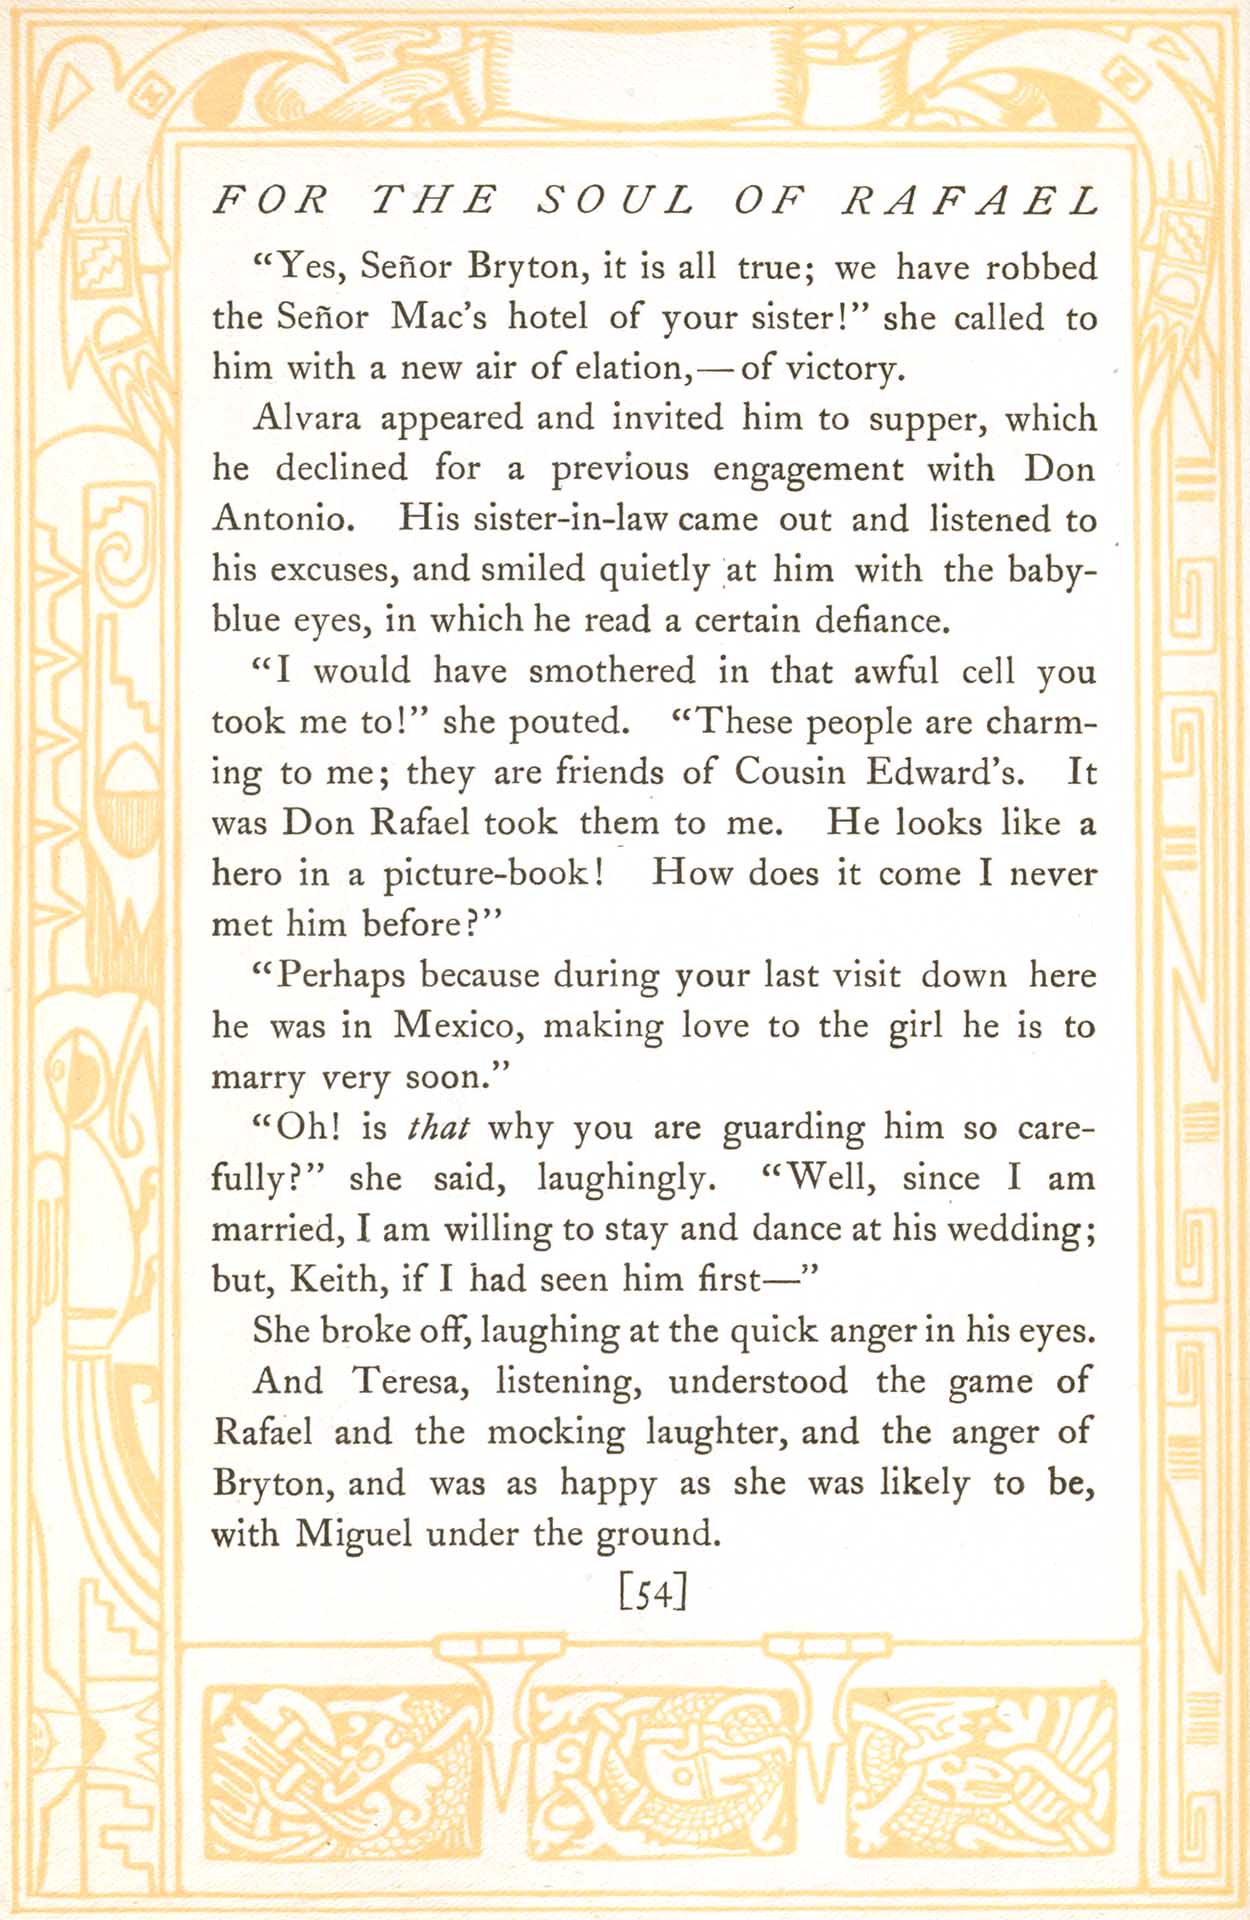 FOR THE SOUL OF RAFAEL
“Yes, Señor Bryton, it is all true; we have robbed
the Señor Mac’s hotel of your sister!” she called to
him with a new air of elation,—of victory.
Alvara appeared and invited him to supper, which
he declined for a previous engagement with Don
Antonio. His sister-in-law came out and listened to
his excuses, and smiled quietly at him with the baby-
blue eyes, in which he read a certain defiance.
“I would have smothered in that awful cell you
took me to!” she pouted. “These people are charm-
ing to me; they are friends of Cousin Edward’s. It
was Don Rafael took them to me. He looks like a
hero in a picture-book! How does it come I never
met him before?”
“Perhaps because during your last visit down here
he was in Mexico, making love to the girl he is to
marry very soon.”
“Oh! is that why you are guarding him so care-
fully?” she said, laughingly. “Well, since I am
married, I am willing to stay and dance at his wedding;
but, Keith, if I had seen him first—”
She broke off, laughing at the quick anger in his eyes.
And Teresa, listening, understood the game of
Rafael and the mocking laughter, and the anger of
Bryton, and was as happy as she was likely to be,
with Miguel under the ground.
[54]